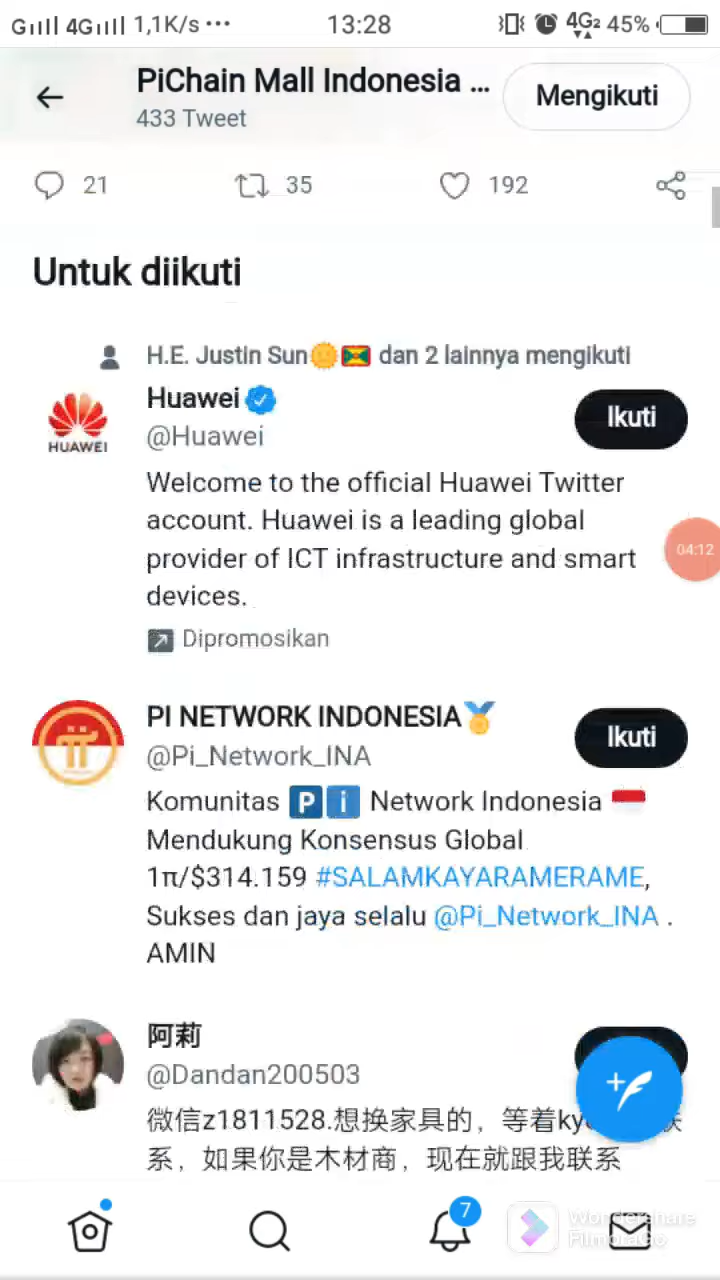 4G 4G 1,1K/s ... 13:28 4G2 45%
PiChain Mall Indonesia ...
433 Tweet
Mengikuti
21 35 192
Untuk diikuti
H.E. Justin Sun dan 2 lainnya mengikuti
Huawei
@Huawei
Ikuti
HUAWEI
Welcome to the official Huawei Twitter
account. Huawei is a leading global
provider of ICT infrastructure and smart
devices.
04:12
Dipromosikan
PI NETWORK INDONESIA
@Pi_Network_INA
Ikuti
Komunitas 🅿️ℹ️ Network Indonesia
Mendukung Konsensus Global
1π/$314.159 #SALAMKAYARAMERAME,
Sukses dan jaya selalu @Pi_Network_INA .
AMIN
阿莉
@Dandan200503
微信z1811528.想换家具的，等着
系，如果你是木材商，现在就跟我联系
7
Wondershare
FilmoraGo